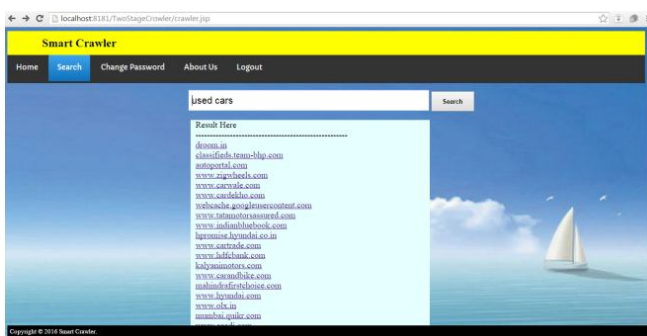 localhost:8181/TwoStageCrowler/crawler.jsp
Smart Crawler
Home Search Change Password About Us Logout
used cars Search
Result Here
droom.in
classifieds.team-bhp.com
autoportal.com
www.zigwheels.com
www.carwale.com
www.cardekho.com
webcache.googleusercontent.com
www.tatamotorsassured.com
www.indianbluebook.com
hpromise.hyundai.co.in
www.cartrade.com
www.hdfcbank.com
kalyanimotors.com
www.carandbike.com
mahindrafirstchoice.com
www.hyundai.com
www.olx.in
mumbai.quikr.com
Copyright © 2016 Smart Crawler.